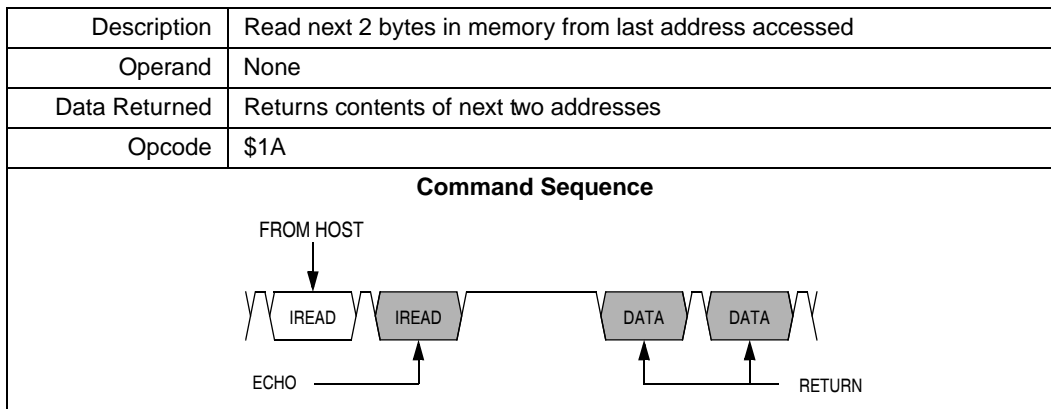 Description Read next 2 bytes in memory from last address accessed
Operand None
Data Returned Returns contents of next two addresses
Opcode $1A
Command Sequence
FROM HOST
IREAD IREAD DATA DATA
ECHO RETURN